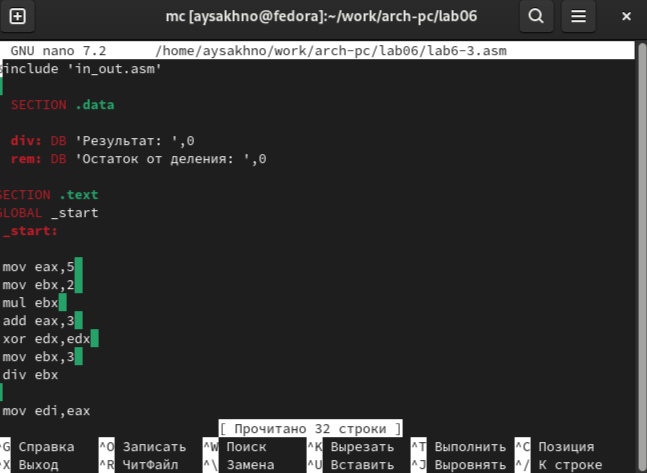 mc [aysakhno@fedora]:~/work/arch-pc/lab06
GNU nano 7.2 /home/aysakhno/work/arch-pc/lab06/lab6-3.asm
include 'in_out.asm'
SECTION .data
div: DB 'Результат: ',0
rem: DB 'Остаток от деления: ',0
SECTION .text
GLOBAL _start
_start:
mov eax,5
mov ebx,2
mul ebx
add eax,3
xor edx,edx
mov ebx,3
div ebx
mov edi,eax
[ Прочитано 32 строки ]
^G Справка ^O Записать ^W Поиск ^K Вырезать ^T Выполнить ^C Позиция
^X Выход ^R ЧитФайл ^\ Замена ^U Вставить ^J Выровнять ^/ К строке